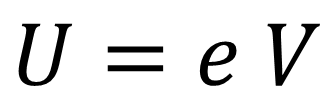 U = e V